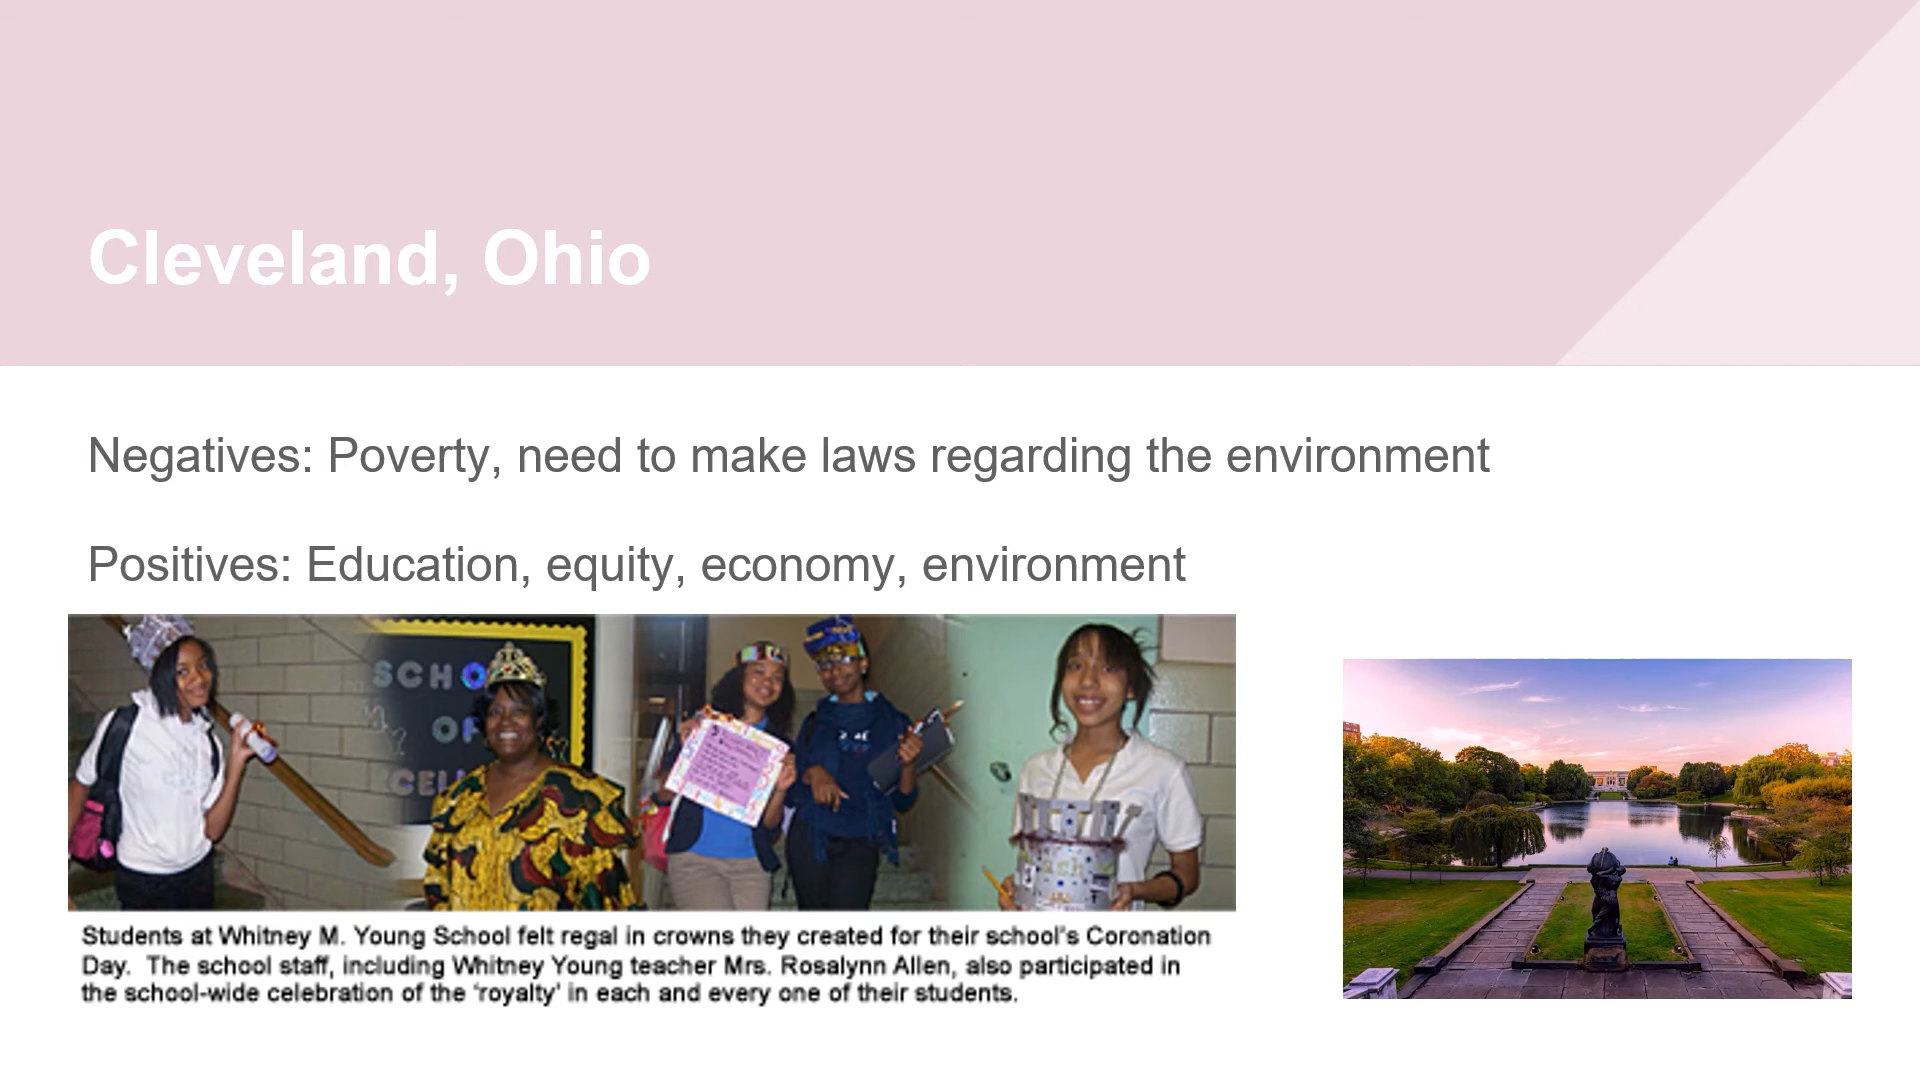 Cleveland, Ohio
Negatives: Poverty, need to make laws regarding the environment
Positives: Education, equity, economy, environment
SCHO
OF
CEL
Students at Whitney M. Young School felt regal in crowns they created for their school's Coronation
Day. The school staff, including Whitney Young teacher Mrs. Rosalynn Allen, also participated in
the school-wide celebration of the 'royalty' in each and every one of their students.